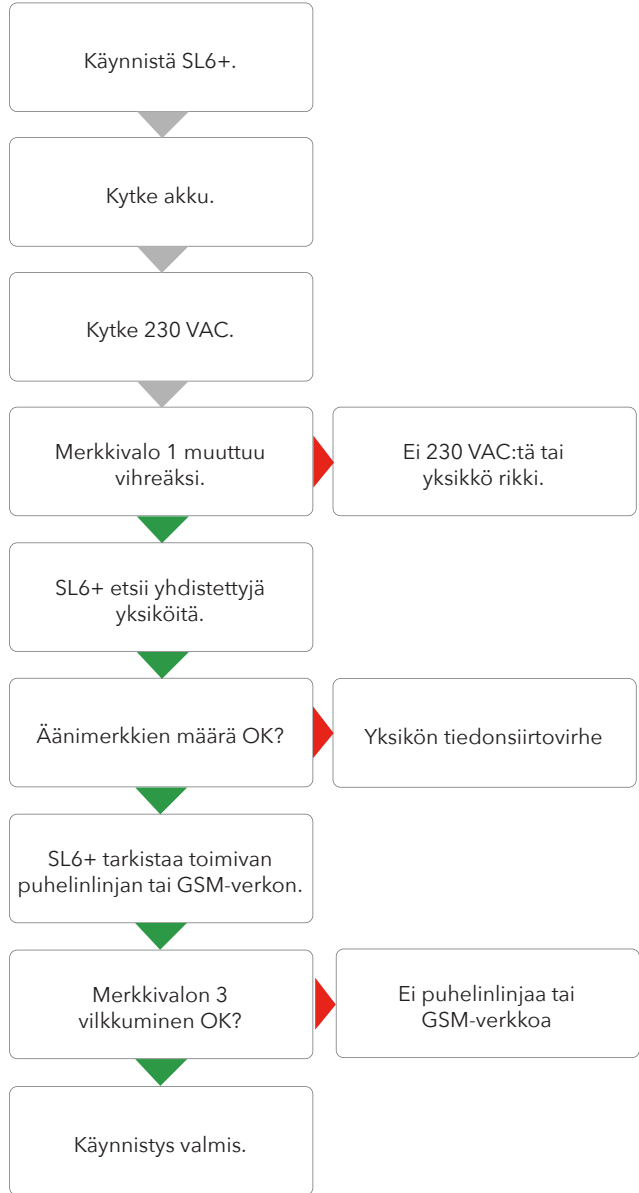 Käynnistä SL6+.
Kytke akku.
Kytke 230 VAC.
Merkkivalo 1 muuttuu
vihreäksi.
Ei 230 VAC:tä tai
yksikkö rikki.
SL6+ etsii yhdistettyjä
yksiköitä.
Äänimerkkien määrä OK?
Yksikön tiedonsiirtovirhe
SL6+ tarkistaa toimivan
puhelinlinjan tai GSM-verkon.
Merkkivalon 3
vilkkuminen OK?
Ei puhelinlinjaa tai
GSM-verkkoa
Käynnistys valmis.